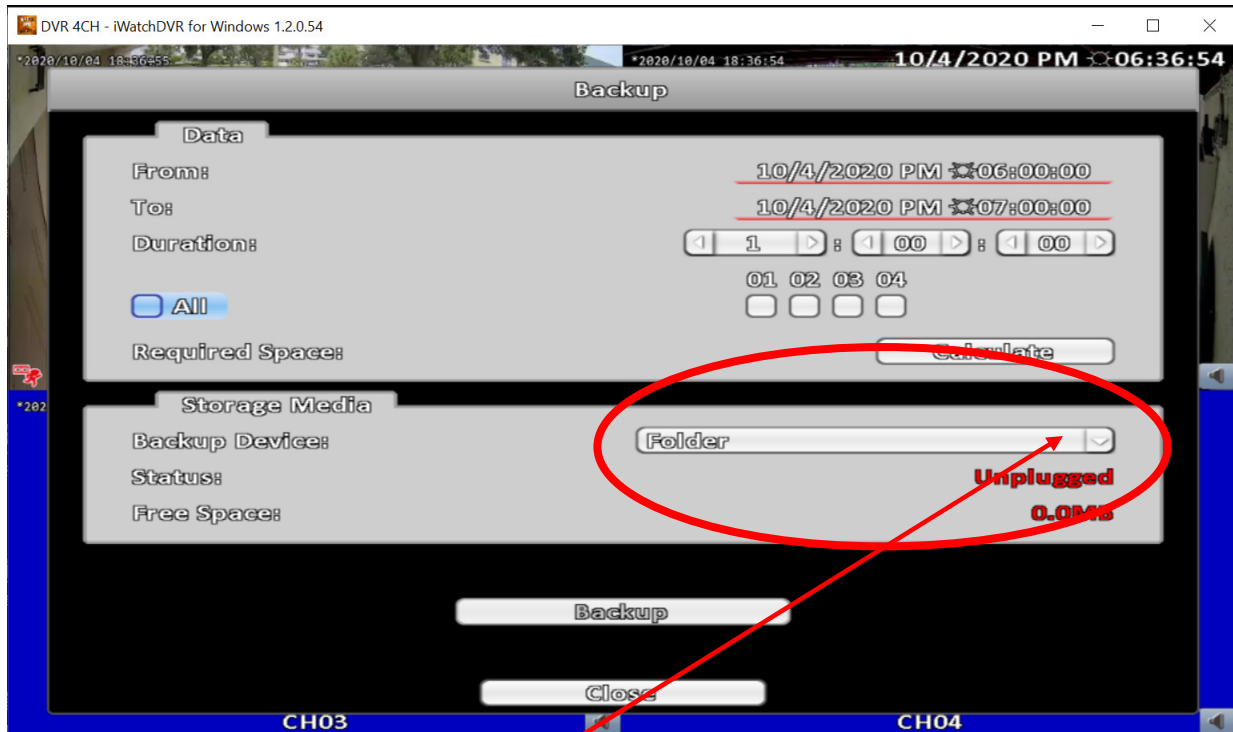 DVR 4CH - iWatchDVR for Windows 1.2.0.54
*2020/10/04 18:36:55
*2020/10/04 18:36:54
10/4/2020 PM 06:36:54
Backup
Data
From: 10/4/2020 PM 06:00:00
To: 10/4/2020 PM 07:00:00
Duration: 1 : 00 : 00
01 02 03 04
All
Required Space: Calculate
*202
Storage Media
Backup Device: Folder
Status: Unplugged
Free Space: 0.0MB
Backup
Close
CH03 CH04